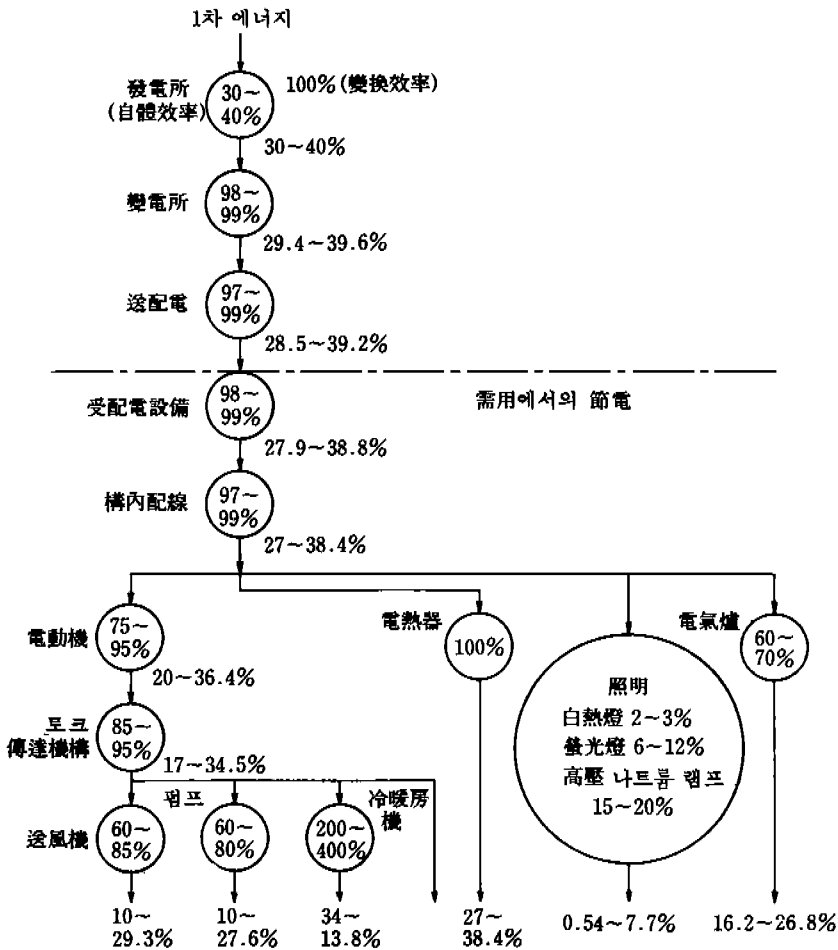 1차 에너지
發電所
(自體效率)
30~
40%
100%(變換效率)
30~40%
變電所
98~
99%
29.4~39.6%
送配電
97~
99%
28.5~39.2%
受配電設備
98~
99%
需用에서의 節電
27.9~38.8%
構內配線
97~
99%
27~38.4%
電動機
75~
95%
20~36.4%
電熱器
100%
照明
白熱燈 2~3%
螢光燈 6~12%
高壓 나트륨 램프
15~20%
電氣爐
60~
70%
토크
傳達機構
85~
95%
17~34.5%
送風機
60~
85%
펌프
60~
80%
冷暖房
機
200~
400%
10~
29.3%
10~
27.6%
34~
13.8%
27~
38.4%
0.54~7.7%
16.2~26.8%